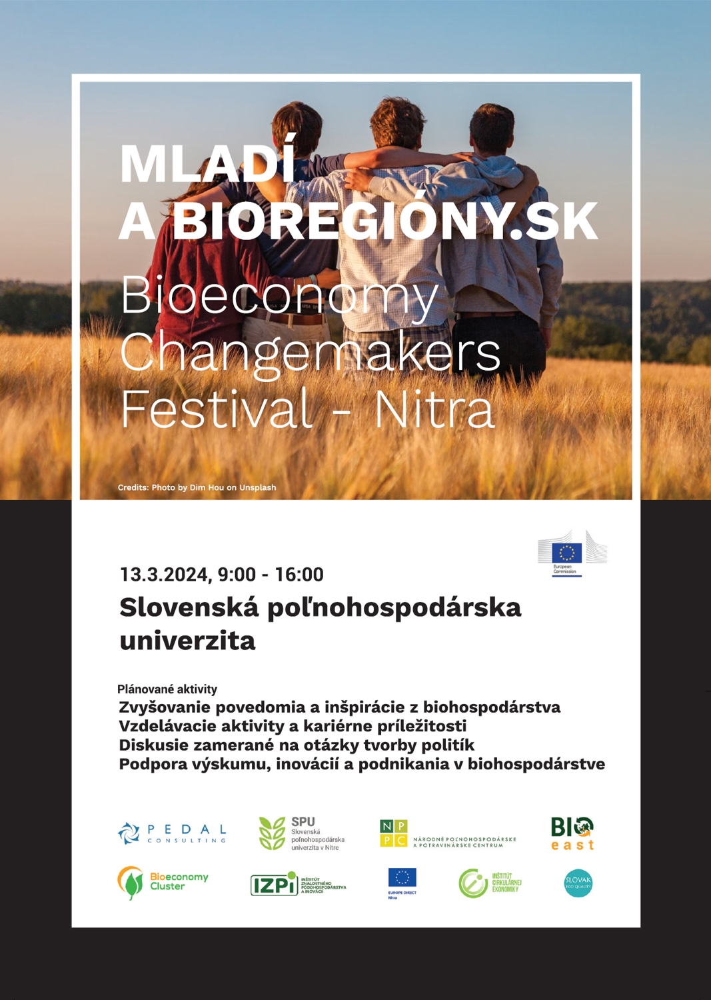 MLADÍ
A BIOREGIÓNY.SK
Bioeconomy
Changemakers
Festival - Nitra
Credits: Photo by Dim Hou on Unsplash
European
Commission
13.3.2024, 9:00 - 16:00
Slovenská poľnohospodárska
univerzita
Plánované aktivity
Zvyšovanie povedomia a inšpirácie z biohospodárstva
Vzdelávacie aktivity a kariérne príležitosti
Diskusie zamerané na otázky tvorby politík
Podpora výskumu, inovácií a podnikania v biohospodárstve
PEDAL
CONSULTING
SPU
Slovenská
poľnohospodárska
univerzita v Nitre
NP
PC
NÁRODNÉ POĽNOHOSPODÁRSKE
A POTRAVINÁRSKE CENTRUM
BIO
east
Bioeconomy
Cluster
IZPi
INŠTITÚT
ZNALOSTNÉHO
PÔDOHOSPODÁRSTVA
A INOVÁCIÍ
EUROPE DIRECT
Nitra
INŠTITÚT
CIRKULÁRNEJ
EKONOMIKY
SLOVAK
ECO QUALITY